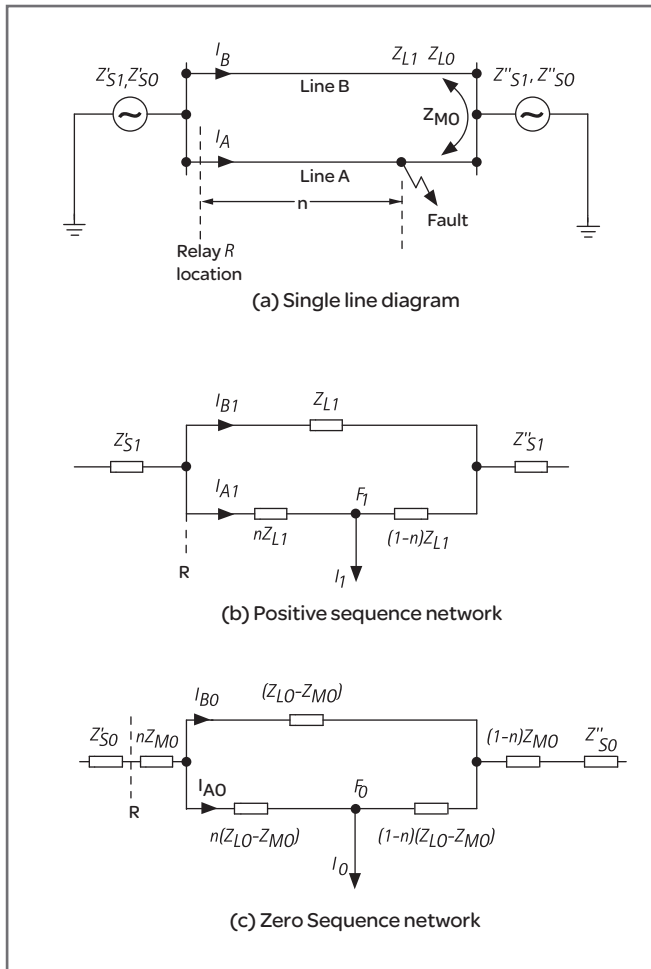 I_B
Z_L1 Z_L0
Z'_S1, Z'_S0
Z''_S1, Z''_S0
Line B
Z_M0
I_A
Line A
n
Fault
Relay R
location
(a) Single line diagram
I_B1
Z_L1
Z'_S1
Z''_S1
I_A1
F_1
nZ_L1
(1-n)Z_L1
R
I_1
(b) Positive sequence network
I_B0
(Z_L0-Z_M0)
Z'_S0
nZ_M0
(1-n)Z_M0
Z''_S0
I_A0
F_0
R
n(Z_L0-Z_M0)
(1-n)(Z_L0-Z_M0)
I_0
(c) Zero Sequence network